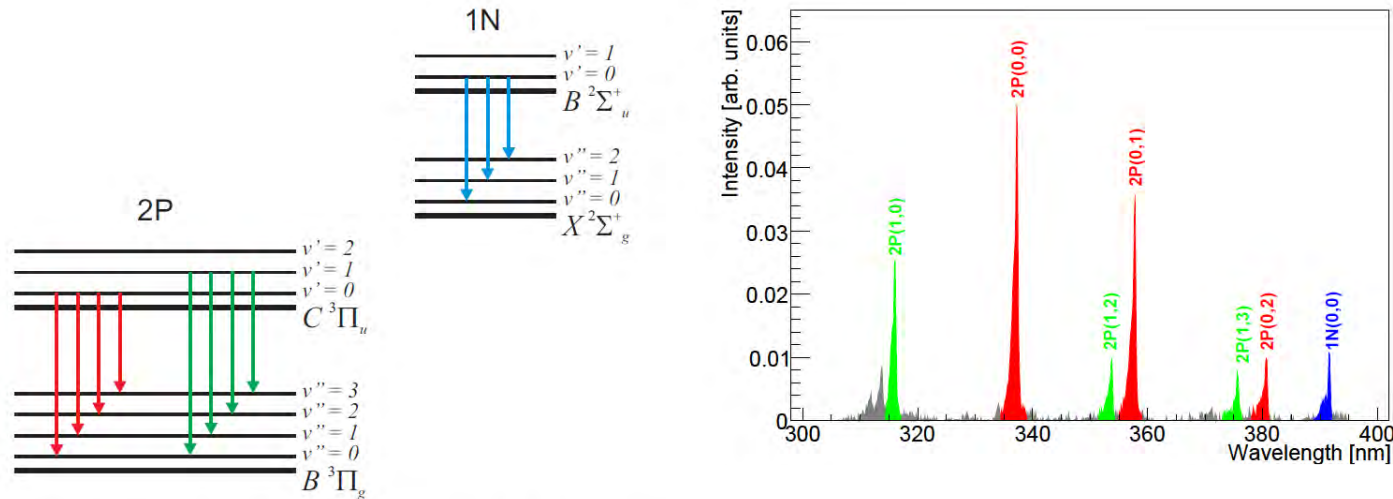 2P
v' = 2
v' = 1
v' = 0
C ³Πᵤ
v'' = 3
v'' = 2
v'' = 1
v'' = 0
B ³Π_g
1N
v' = 1
v' = 0
B ²Σ⁺ᵤ
v'' = 2
v'' = 1
v'' = 0
X ²Σ⁺_g
Intensity [arb. units]
0.06
0.05
0.04
0.03
0.02
0.01
0
2P(1,0)
2P(0,0)
2P(1,2)
2P(0,1)
2P(1,3)
2P(0,2)
1N(0,0)
300 320 340 360 380 400
Wavelength [nm]